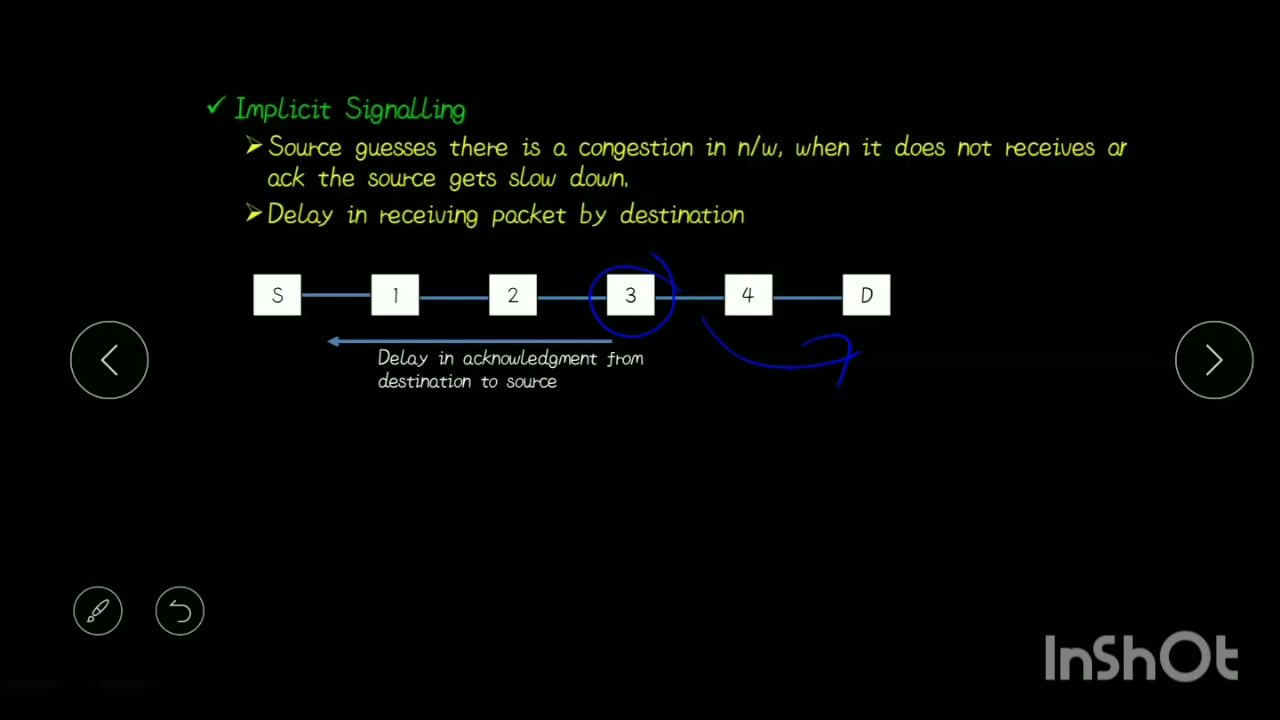 Implicit Signalling
Source guesses there is a congestion in n/w, when it does not receives ar
ack the source gets slow down.
Delay in receiving packet by destination
S 1 2 3 4 D
Delay in acknowledgment from
destination to source
InShOt